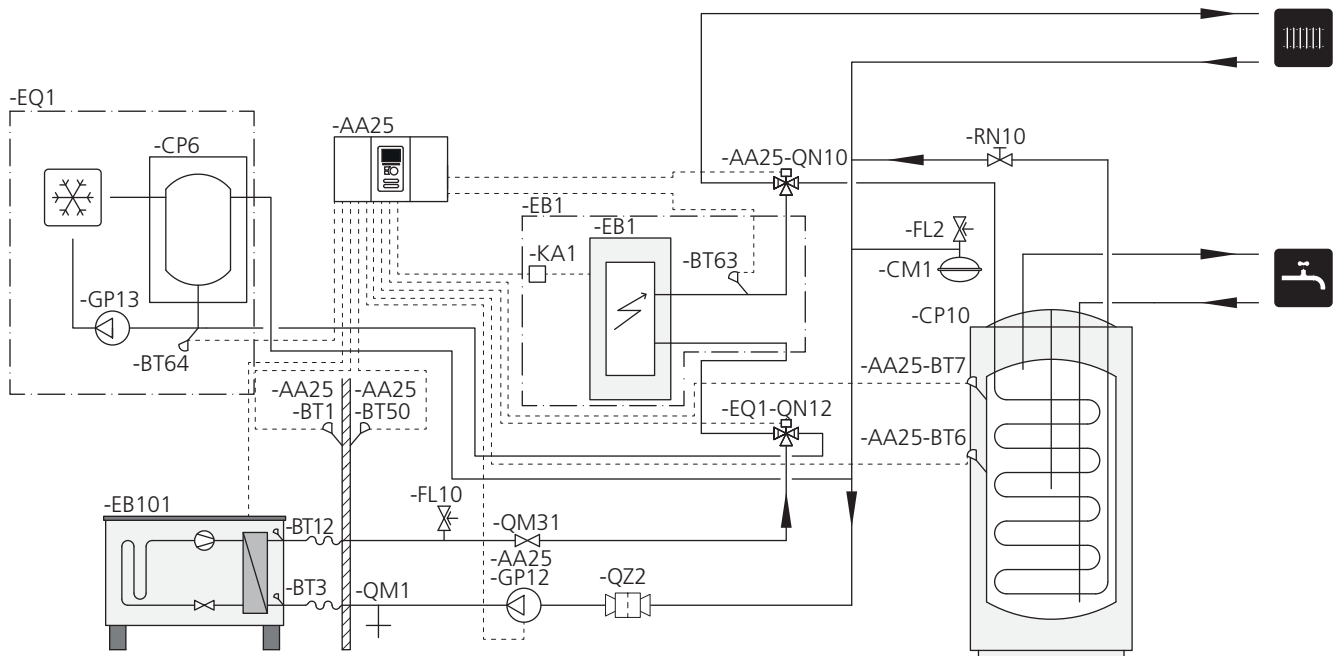 -EQ1
-CP6
-GP13
-BT64
-AA25
-AA25-QN10
-RN10
-EB1
-EB1
-KA1
-BT63
-FL2
-CM1
-CP10
-AA25-BT7
-AA25-BT6
-EQ1-QN12
-AA25
-BT1
-AA25
-BT50
-EB101
-BT12
-BT3
-FL10
-QM31
-AA25
-GP12
-QM1
-QZ2